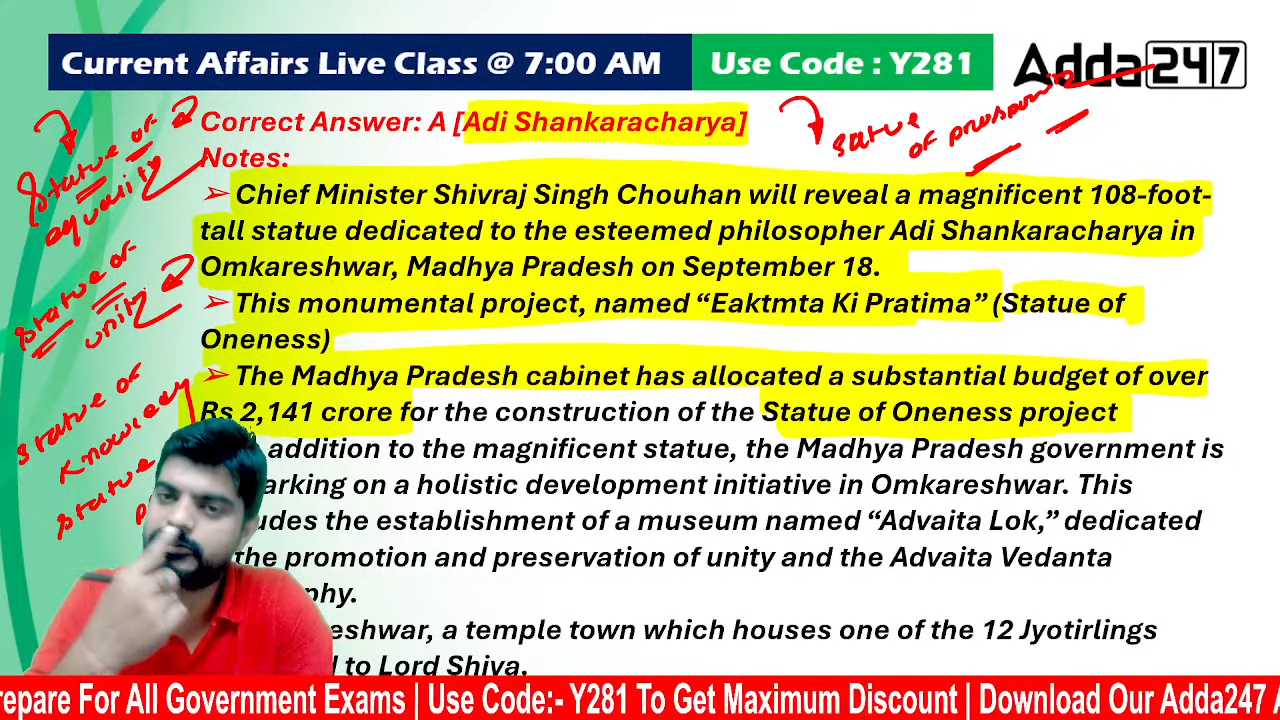 Current Affairs Live Class @ 7:00 AM
Use Code : Y281
Adda247
Correct Answer: A [Adi Shankaracharya]
Notes:
➢ Chief Minister Shivraj Singh Chouhan will reveal a magnificent 108-foot-
tall statue dedicated to the esteemed philosopher Adi Shankaracharya in
Omkareshwar, Madhya Pradesh on September 18.
➢ This monumental project, named “Eaktmta Ki Pratima” (Statue of
Oneness)
➢ The Madhya Pradesh cabinet has allocated a substantial budget of over
Rs 2,141 crore for the construction of the Statue of Oneness project
addition to the magnificent statue, the Madhya Pradesh government is
arking on a holistic development initiative in Omkareshwar. This
udes the establishment of a museum named “Advaita Lok,” dedicated
the promotion and preservation of unity and the Advaita Vedanta
phy.
eshwar, a temple town which houses one of the 12 Jyotirlings
to Lord Shiva.
statue of
equality
statue of
unity
statue of
statue
statue
of
repare For All Government Exams | Use Code:- Y281 To Get Maximum Discount | Download Our Adda247 A